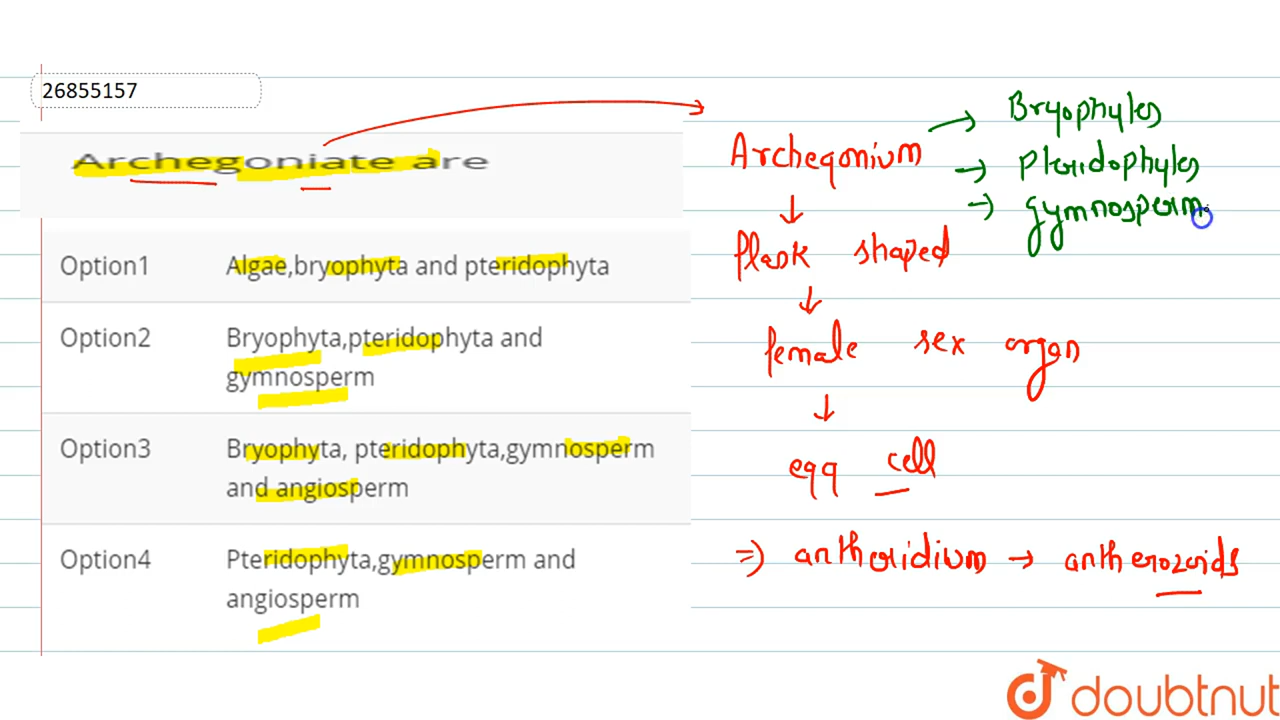 26855157
Archegoniate are
Option1 Algae,bryophyta and pteridophyta
Option2 Bryophyta,pteridophyta and
gymnosperm
Option3 Bryophyta, pteridophyta,gymnosperm
and angiosperm
Option4 Pteridophyta,gymnosperm and
angiosperm
Archegonium
↓
flask shaped
↓
female sex organ
↓
egg cell
⇒ antheridium → antherozoids
→ Bryophytes
→ Pteridophytes
→ gymnosperm
doubtnut